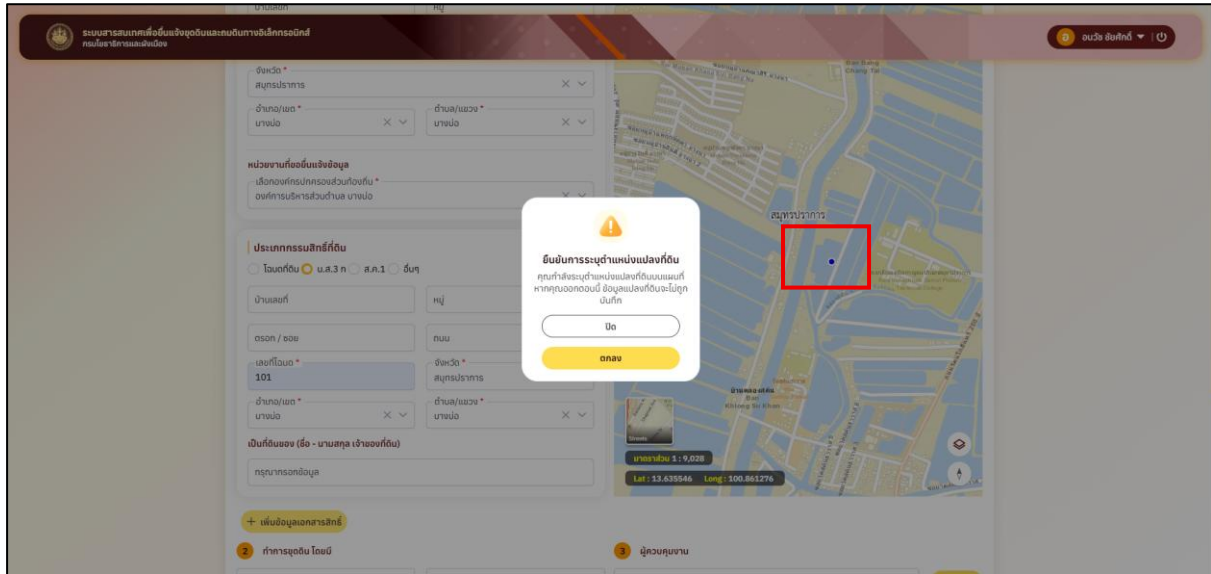 บ้านเลขที่
หมู่
ระบบสารสนเทศเพื่อยื่นแจ้งขุดดินและถมดินทางอิเล็กทรอนิกส์
กรมโยธาธิการและผังเมือง
อ
อนวัช ชัยศักดิ์
จังหวัด *
สมุทรปราการ
อำเภอ/เขต *
บางบ่อ
ตำบล/แขวง *
บางบ่อ
หน่วยงานที่ขอยื่นแจ้งข้อมูล
เลือกองค์กรปกครองส่วนท้องถิ่น *
องค์การบริหารส่วนตำบล บางบ่อ
ประเภทกรรมสิทธิ์ที่ดิน
โฉนดที่ดิน น.ส.3 ก ส.ค.1 อื่นๆ
บ้านเลขที่
หมู่
ตรอก / ซอย
ถนน
เลขที่โฉนด *
101
จังหวัด *
สมุทรปราการ
อำเภอ/เขต *
บางบ่อ
ตำบล/แขวง *
บางบ่อ
เป็นที่ดินของ (ชื่อ - นามสกุล เจ้าของที่ดิน)
กรุณากรอกข้อมูล
+ เพิ่มข้อมูลเอกสารสิทธิ์
2 ทำการขุดดิน โดยมี
3 ผู้ควบคุมงาน
ยืนยันการระบุตำแหน่งแปลงที่ดิน
คุณกำลังระบุตำแหน่งแปลงที่ดินบนแผนที่
หากคุณออกตอนนี้ ข้อมูลแปลงที่ดินจะไม่ถูก
บันทึก
ปิด
ตกลง
สมุทรปราการ
Ban
Khlong Su Khan
Streets
มาตราส่วน 1 : 9,028
Lat : 13.635546 Long : 100.861276